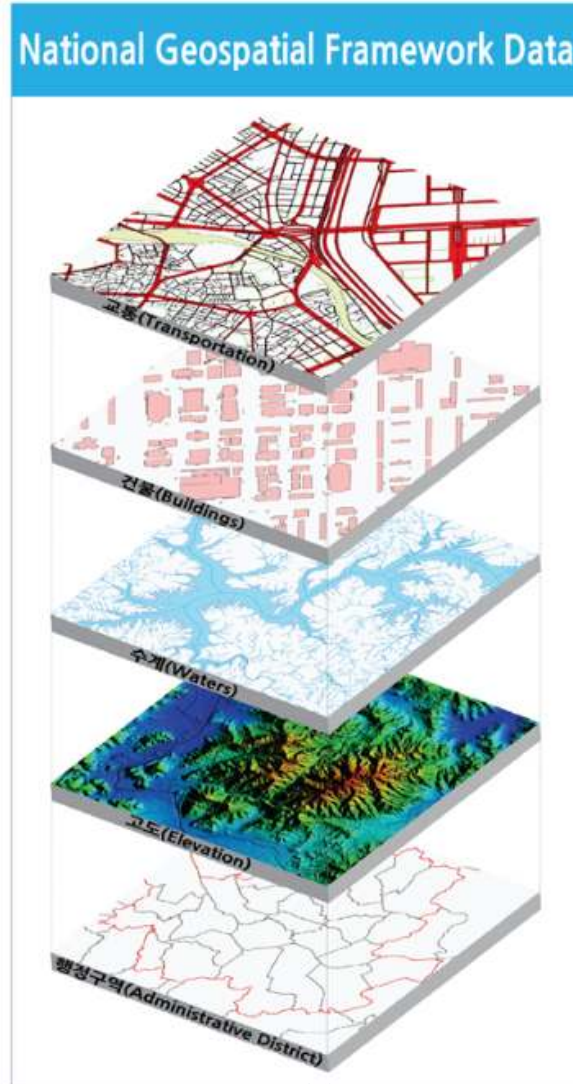 National Geospatial Framework Data
교통(Transportation)
건물(Buildings)
수계(Waters)
고도(Elevation)
행정구역(Administrative District)